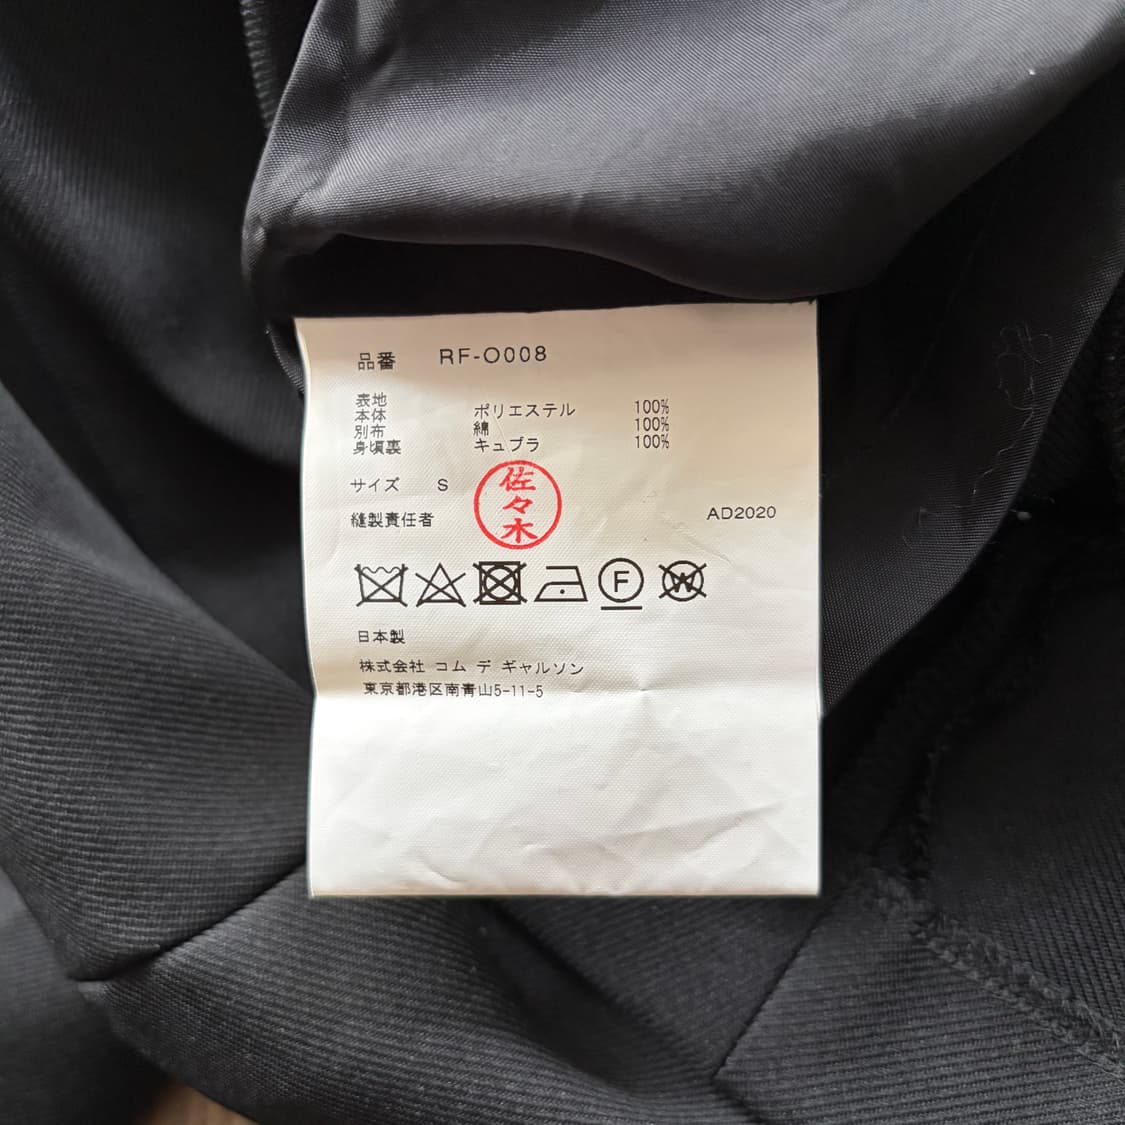 品番 RF-O008
表地
本体 ポリエステル 100%
別布 綿 100%
身頃裏 キュプラ 100%
サイズ S
佐々木
縫製責任者 AD2020
F W
日本製
株式会社 コム デ ギャルソン
東京都港区南青山5-11-5